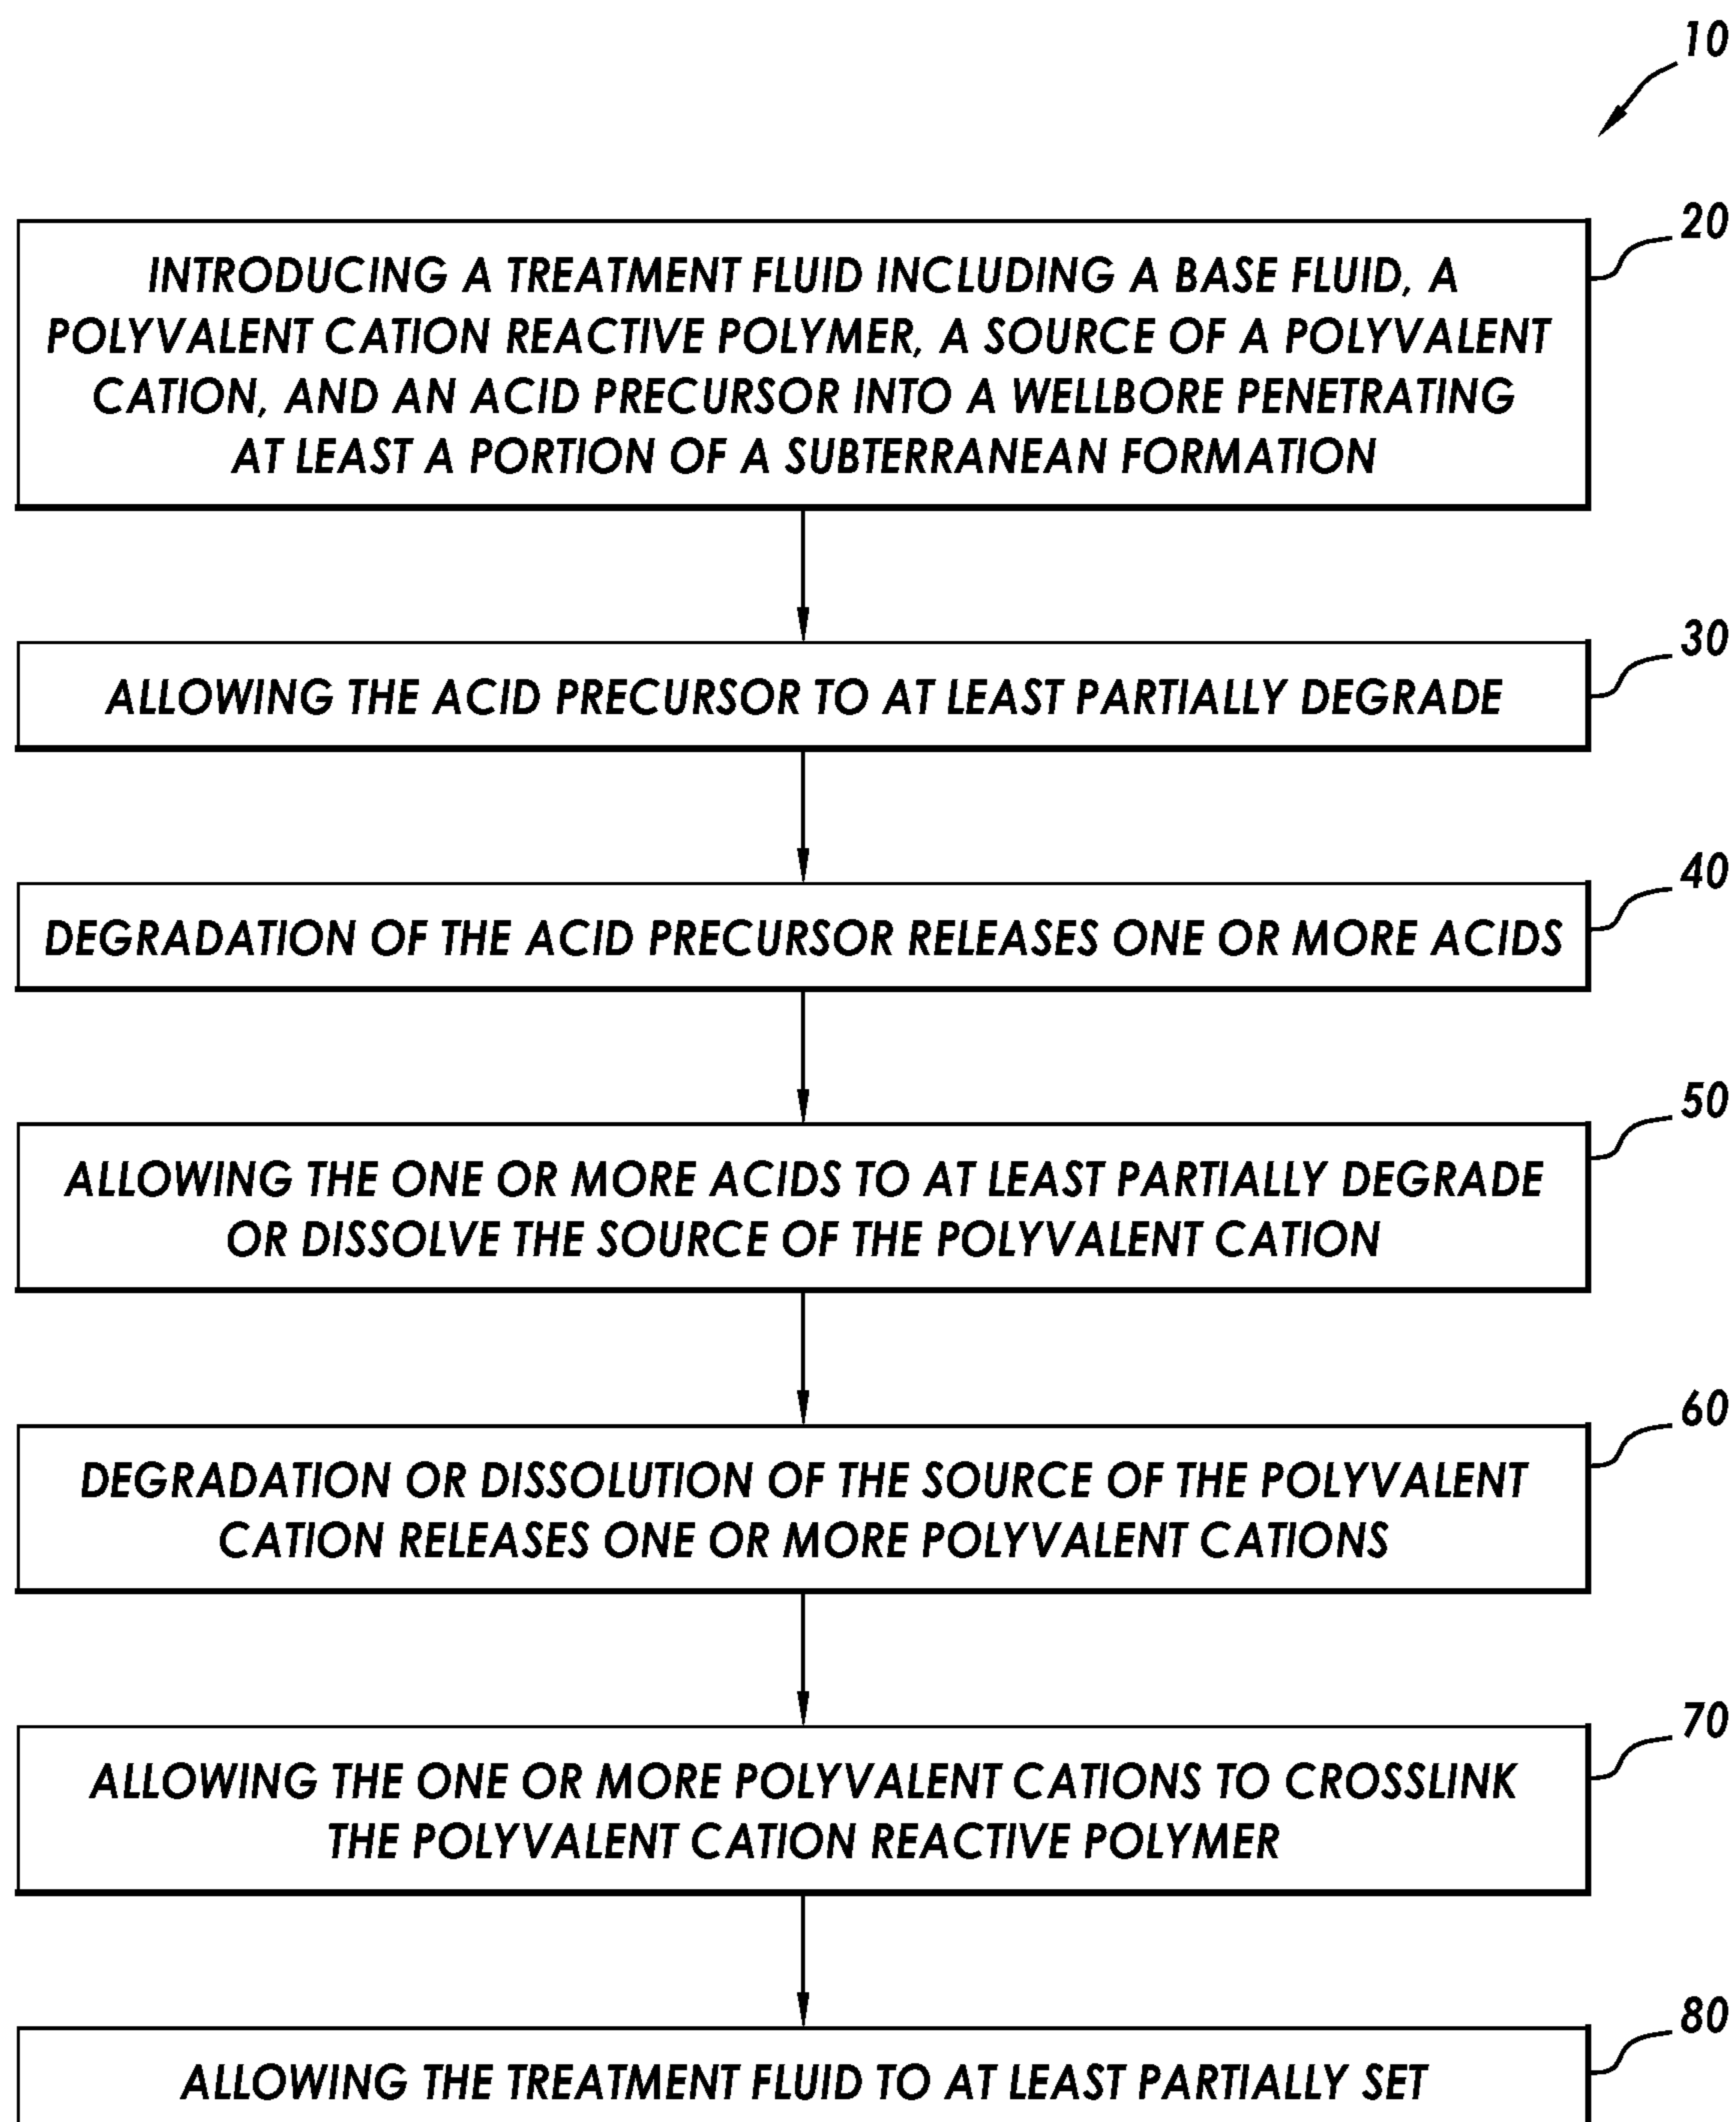 10
20
INTRODUCING A TREATMENT FLUID INCLUDING A BASE FLUID, A
POLYVALENT CATION REACTIVE POLYMER, A SOURCE OF A POLYVALENT
CATION, AND AN ACID PRECURSOR INTO A WELLBORE PENETRATING
AT LEAST A PORTION OF A SUBTERRANEAN FORMATION
30
ALLOWING THE ACID PRECURSOR TO AT LEAST PARTIALLY DEGRADE
40
DEGRADATION OF THE ACID PRECURSOR RELEASES ONE OR MORE ACIDS
50
ALLOWING THE ONE OR MORE ACIDS TO AT LEAST PARTIALLY DEGRADE
OR DISSOLVE THE SOURCE OF THE POLYVALENT CATION
60
DEGRADATION OR DISSOLUTION OF THE SOURCE OF THE POLYVALENT
CATION RELEASES ONE OR MORE POLYVALENT CATIONS
70
ALLOWING THE ONE OR MORE POLYVALENT CATIONS TO CROSSLINK
THE POLYVALENT CATION REACTIVE POLYMER
80
ALLOWING THE TREATMENT FLUID TO AT LEAST PARTIALLY SET